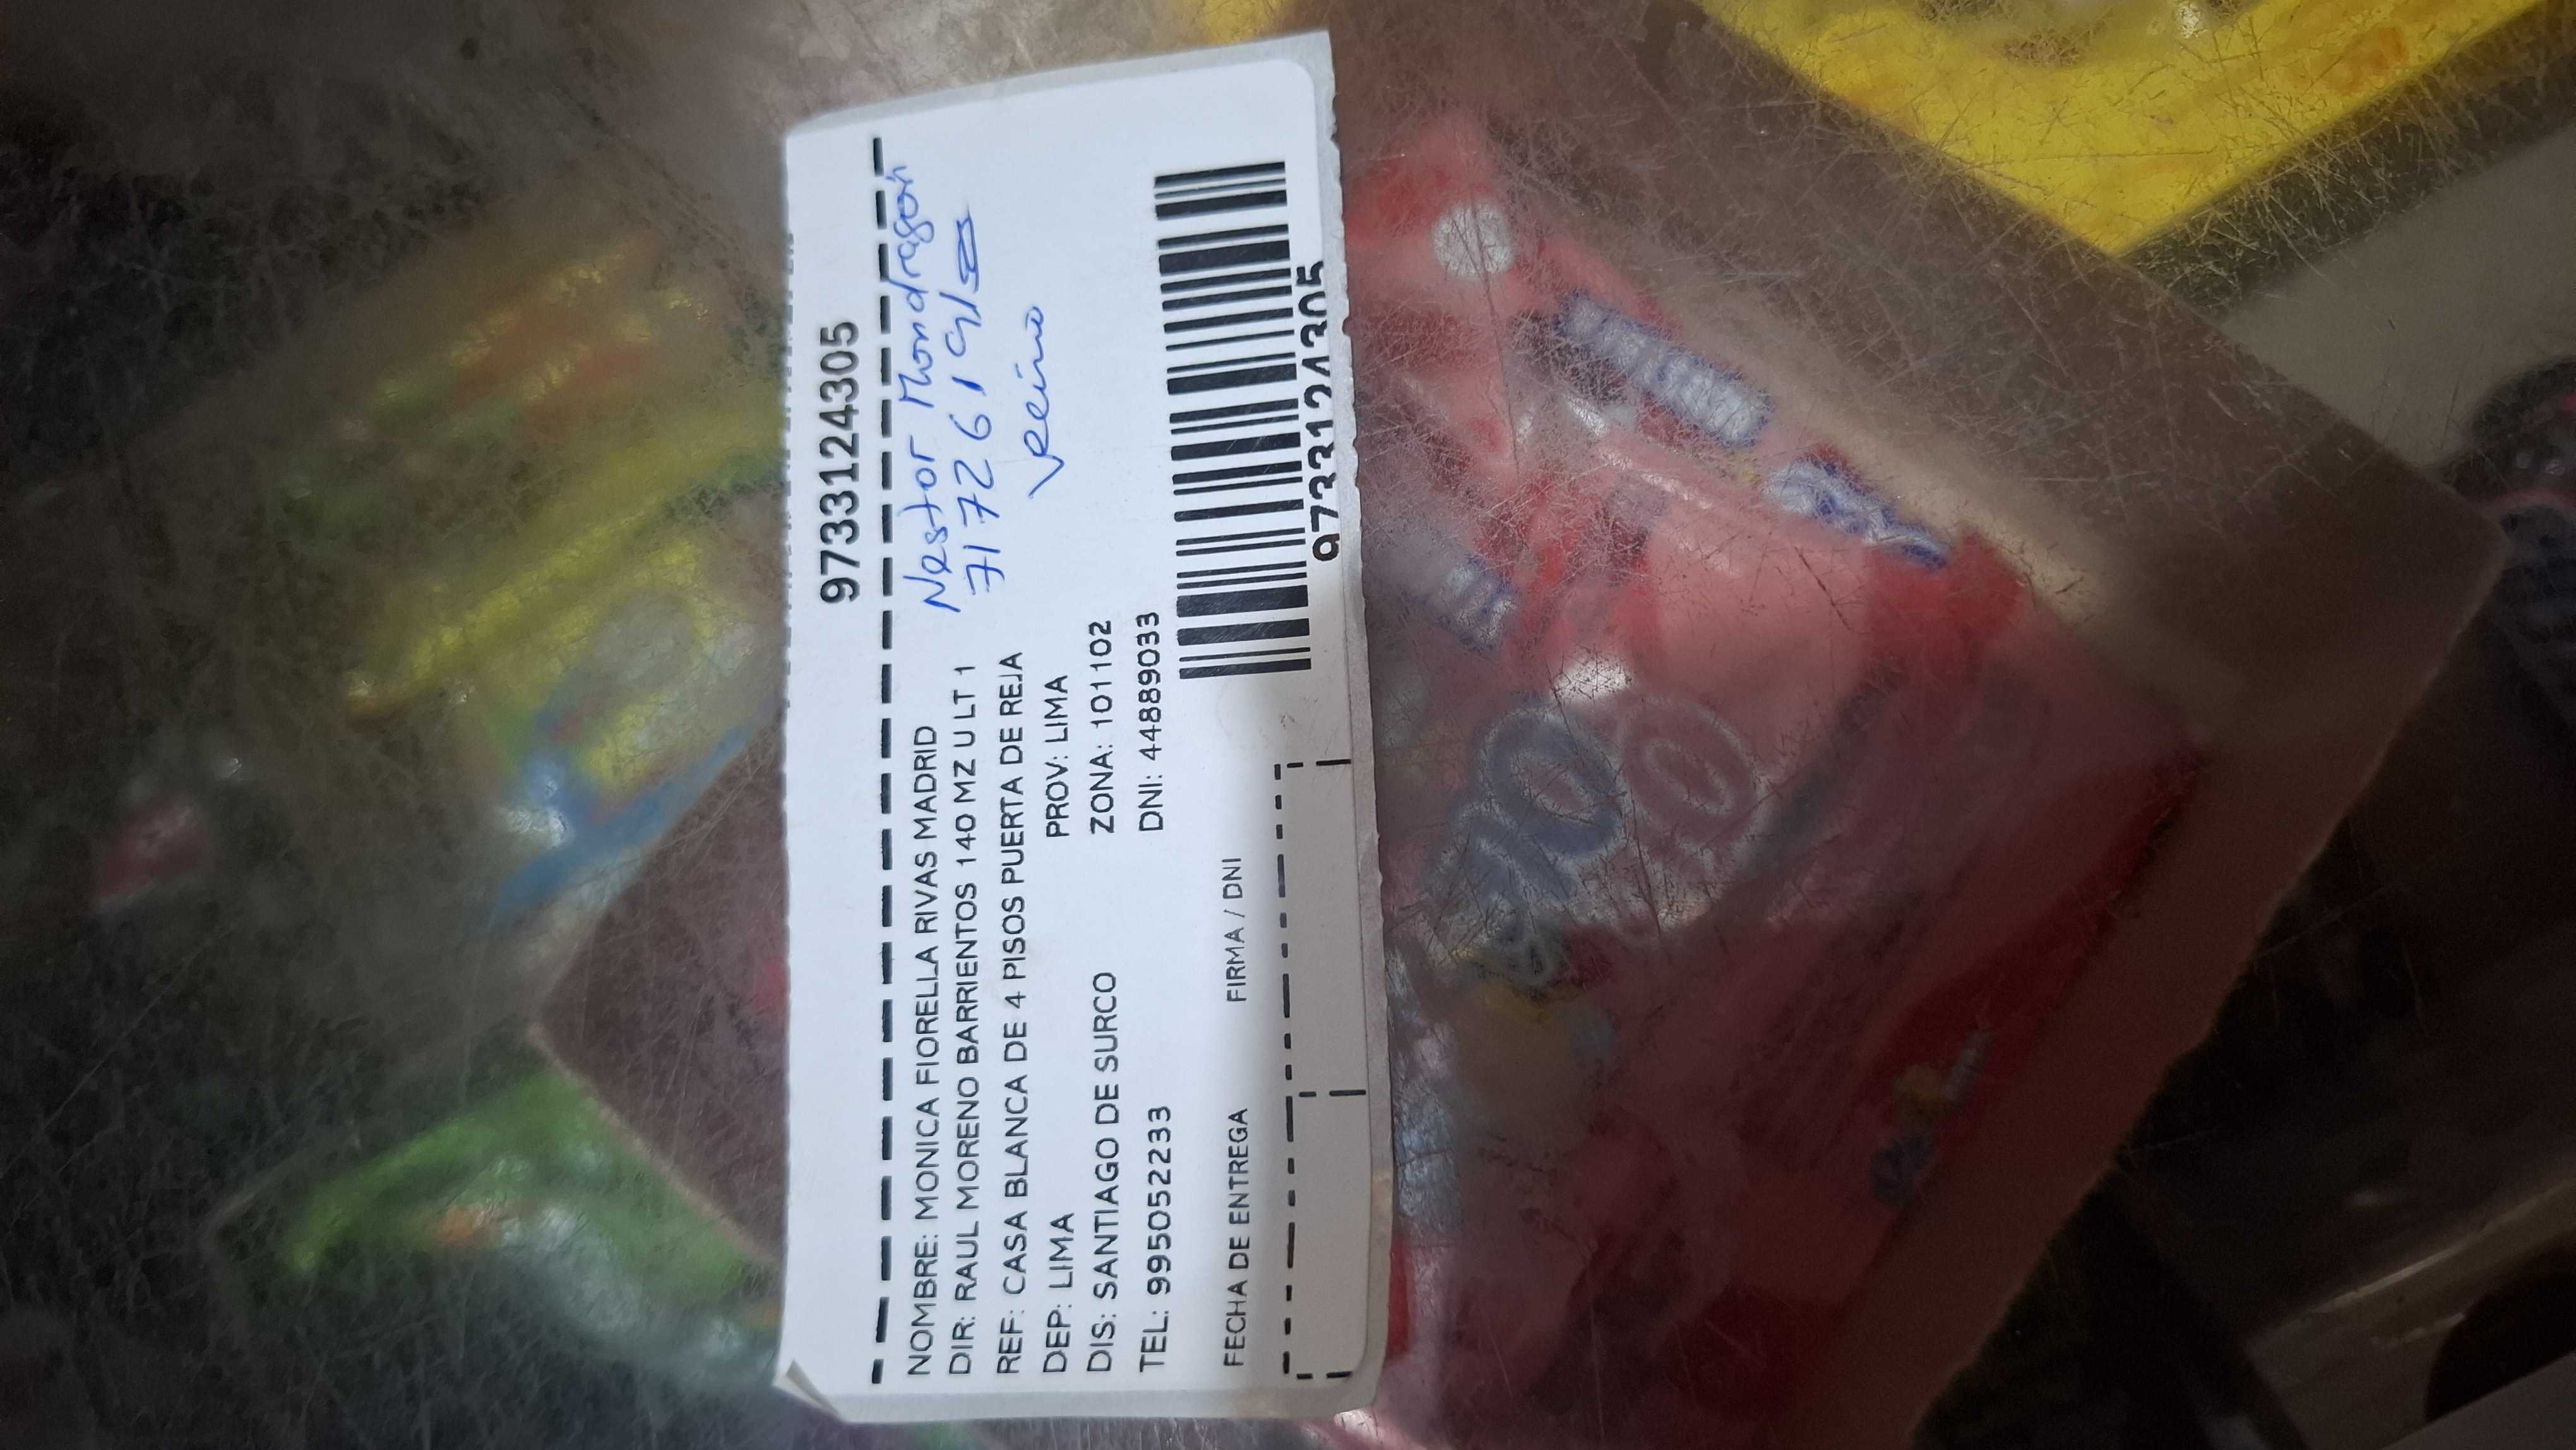 9733124305
NOMBRE: MONICA FIORELLA RIVAS MADRID
DIR: RAUL MORENO BARRIENTOS 140 MZ U LT 1
REF: CASA BLANCA DE 4 PISOS PUERTA DE REJA
DEP: LIMA PROV: LIMA
DIS: SANTIAGO DE SURCO ZONA: 101102
TEL: 995052233 DNI: 44889033
Nestor Mondragón
FECHA DE ENTREGA FIRMA / DNI
9733124305